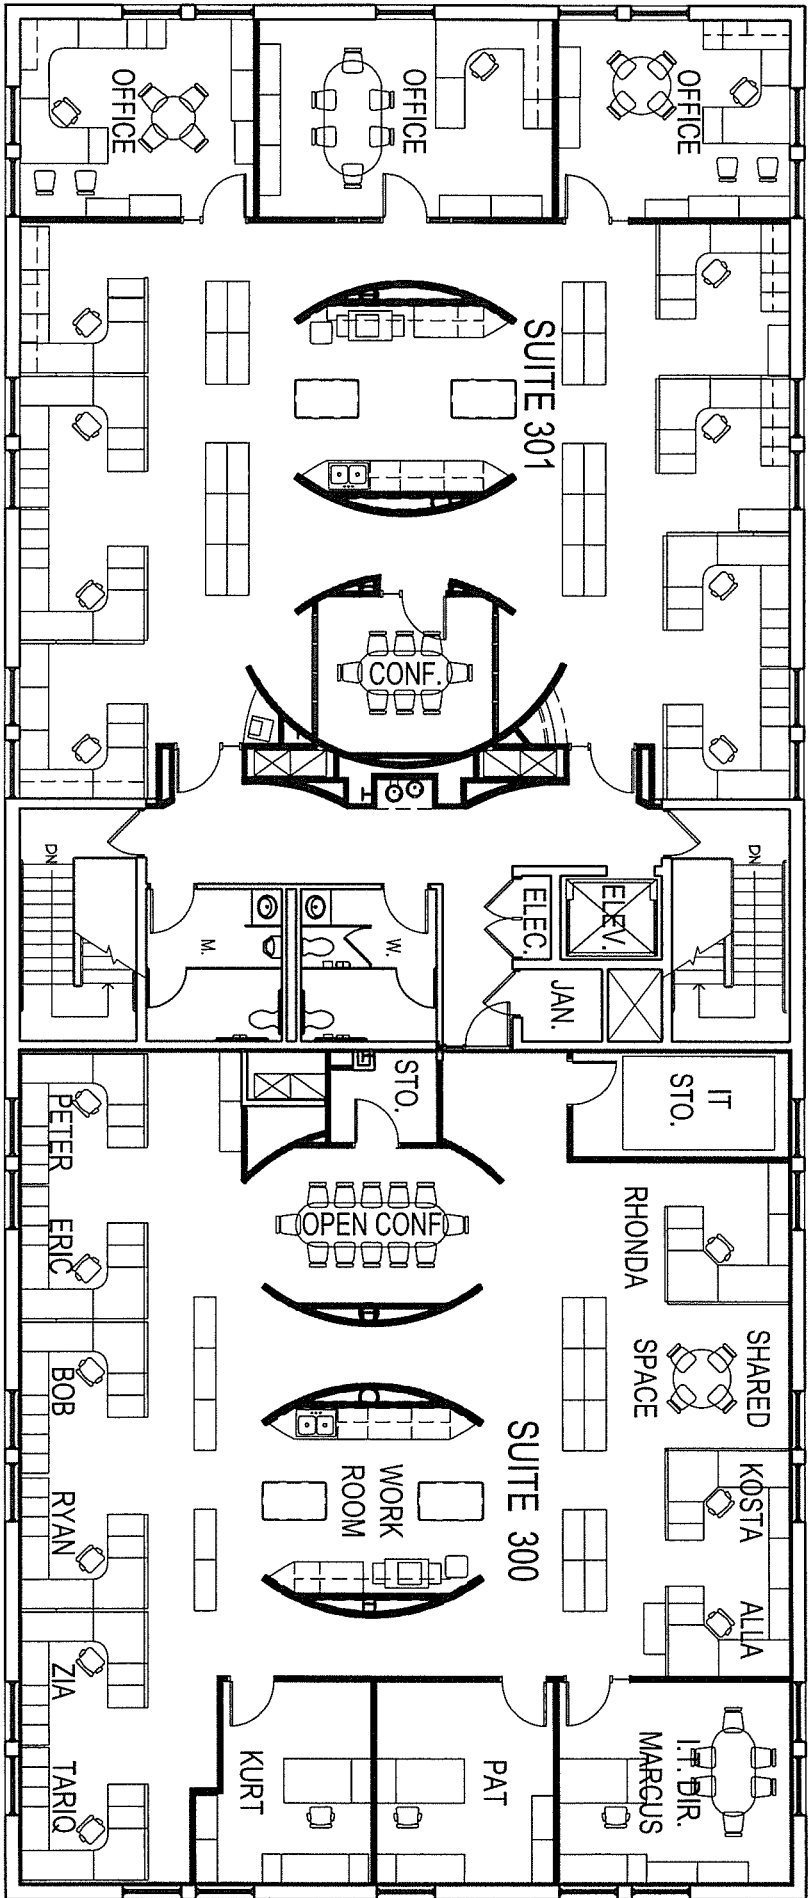 OFFICE
OFFICE
OFFICE
SUITE 301
CONF.
DN
DN
ELEV.
ELEC.
M.
W.
JAN.
STO.
IT
STO.
PETER
ERIC
OPEN CONF
RHONDA
SHARED
SPACE
BOB
SUITE 300
WORK
ROOM
KOSTA
RYAN
ALLA
ZIA
TARIQ
KURT
PAT
I.T. DIR.
MARCUS